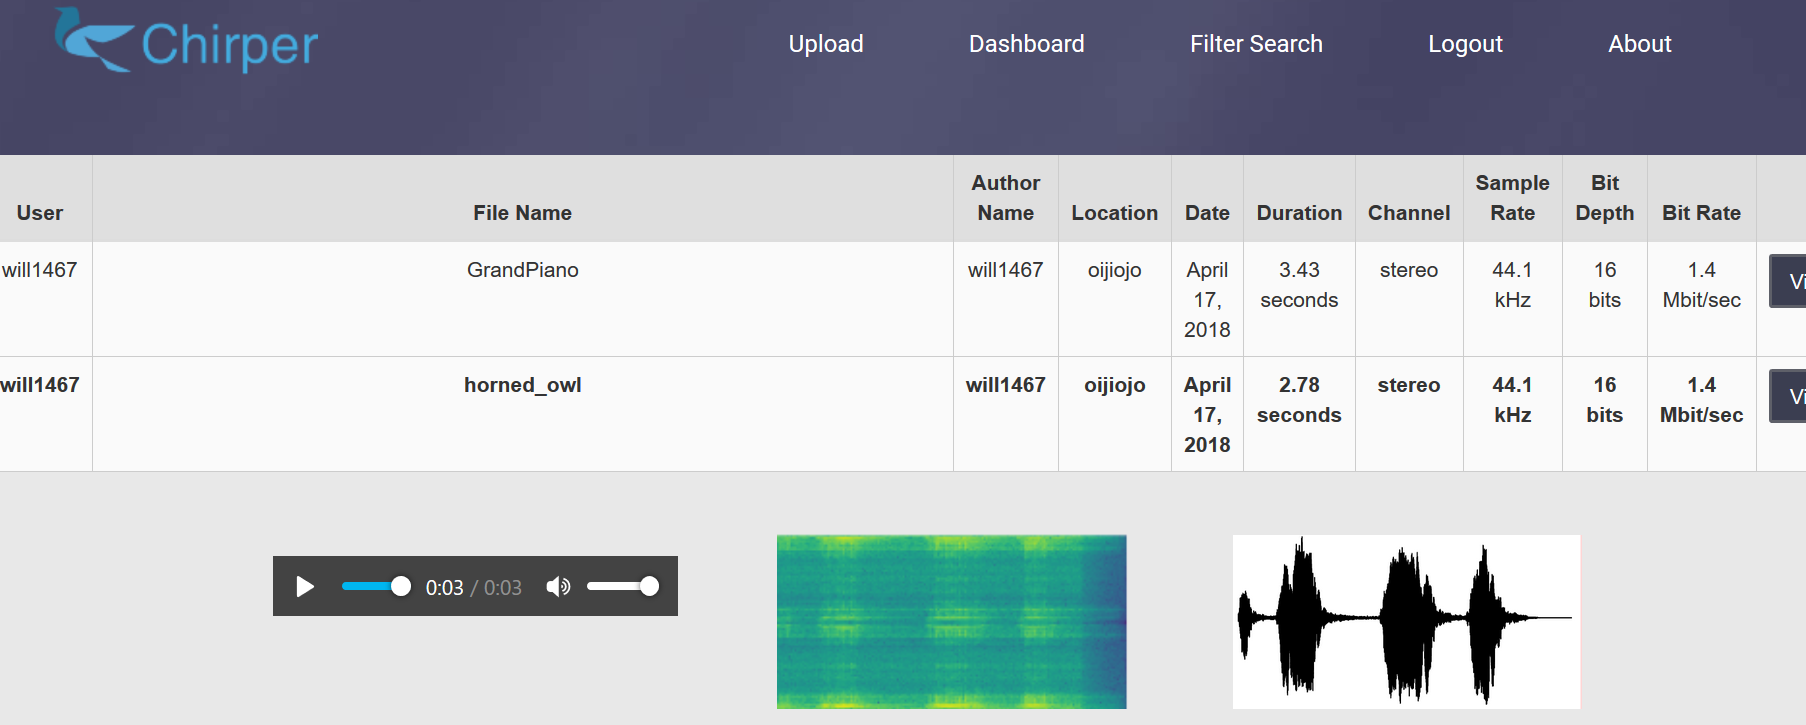 Chirper
Upload Dashboard Filter Search Logout About
User File Name Author Name Location Date Duration Channel Sample Rate Bit Depth Bit Rate
will1467 GrandPiano will1467 oijiojo April 17, 2018 3.43 seconds stereo 44.1 kHz 16 bits 1.4 Mbit/sec
will1467 horned_owl will1467 oijiojo April 17, 2018 2.78 seconds stereo 44.1 kHz 16 bits 1.4 Mbit/sec
0:03 / 0:03